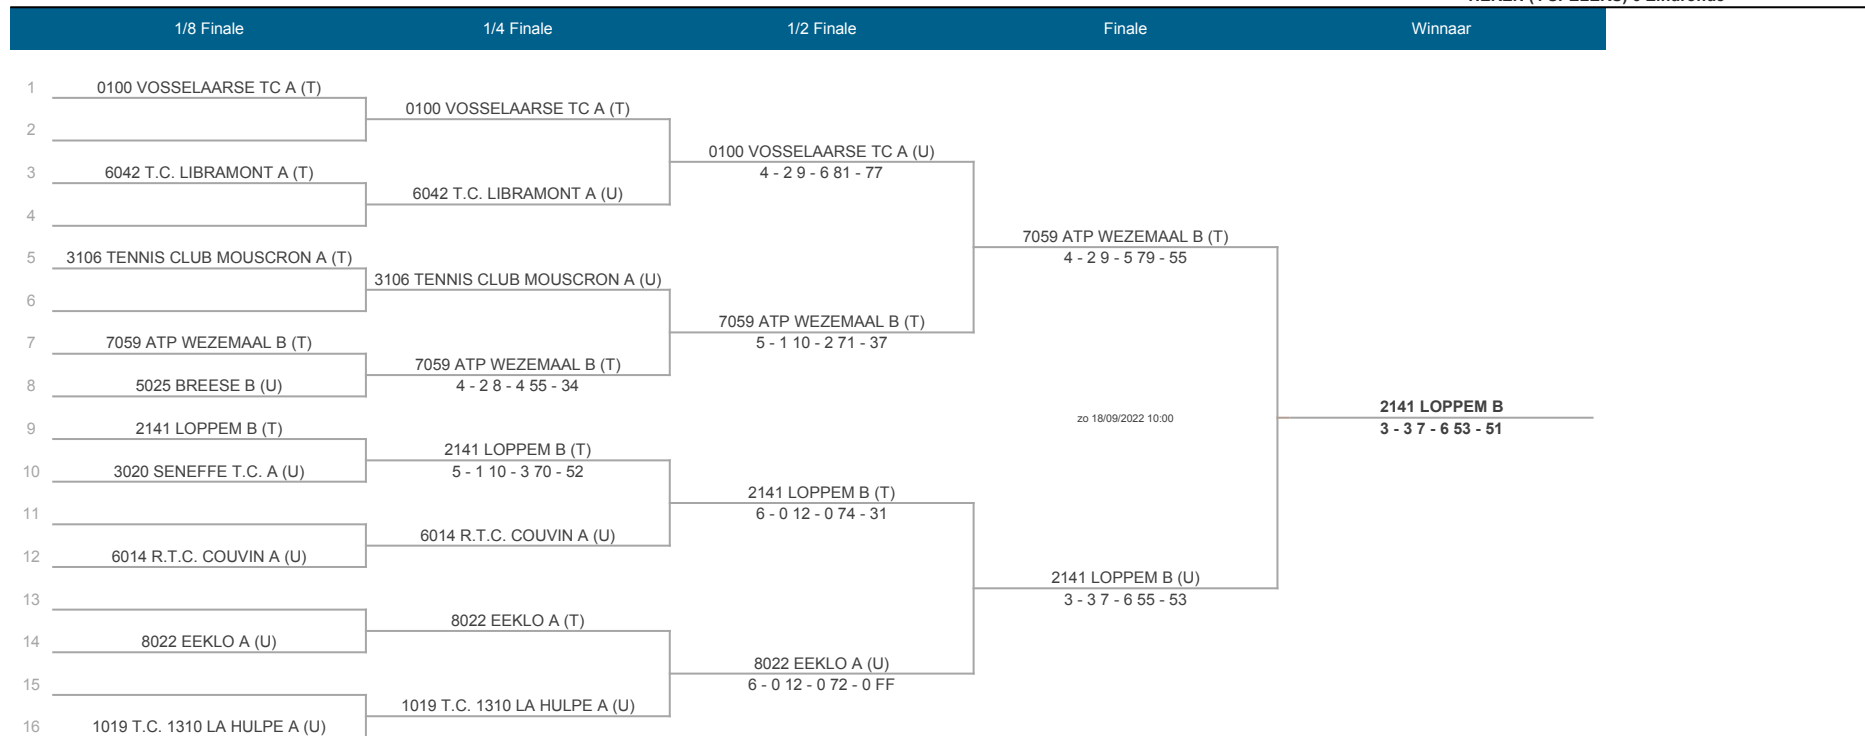 1/8 Finale 1/4 Finale 1/2 Finale Finale Winnaar
1 0100 VOSSELAARSE TC A (T)
0100 VOSSELAARSE TC A (T)
2
0100 VOSSELAARSE TC A (U)
4 - 2 9 - 6 81 - 77
3 6042 T.C. LIBRAMONT A (T)
6042 T.C. LIBRAMONT A (U)
4
7059 ATP WEZEMAAL B (T)
4 - 2 9 - 5 79 - 55
5 3106 TENNIS CLUB MOUSCRON A (T)
3106 TENNIS CLUB MOUSCRON A (U)
6
7059 ATP WEZEMAAL B (T)
5 - 1 10 - 2 71 - 37
7 7059 ATP WEZEMAAL B (T)
7059 ATP WEZEMAAL B (T)
4 - 2 8 - 4 55 - 34
8 5025 BREESE B (U)
2141 LOPPEM B
3 - 3 7 - 6 53 - 51
zo 18/09/2022 10:00
9 2141 LOPPEM B (T)
2141 LOPPEM B (T)
5 - 1 10 - 3 70 - 52
10 3020 SENEFFE T.C. A (U)
2141 LOPPEM B (T)
6 - 0 12 - 0 74 - 31
11
6014 R.T.C. COUVIN A (U)
12 6014 R.T.C. COUVIN A (U)
2141 LOPPEM B (U)
3 - 3 7 - 6 55 - 53
13
8022 EEKLO A (T)
14 8022 EEKLO A (U)
8022 EEKLO A (U)
6 - 0 12 - 0 72 - 0 FF
15
1019 T.C. 1310 LA HULPE A (U)
16 1019 T.C. 1310 LA HULPE A (U)